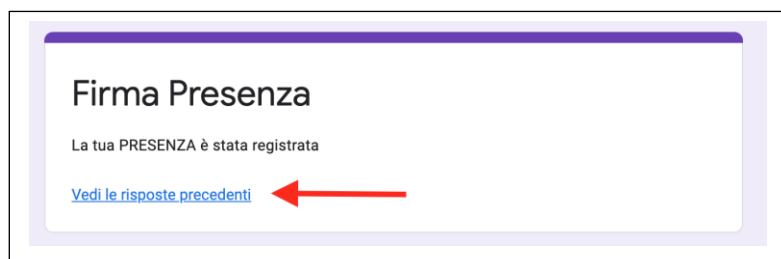 Firma Presenza
La tua PRESENZA è stata registrata
Vedi le risposte precedenti